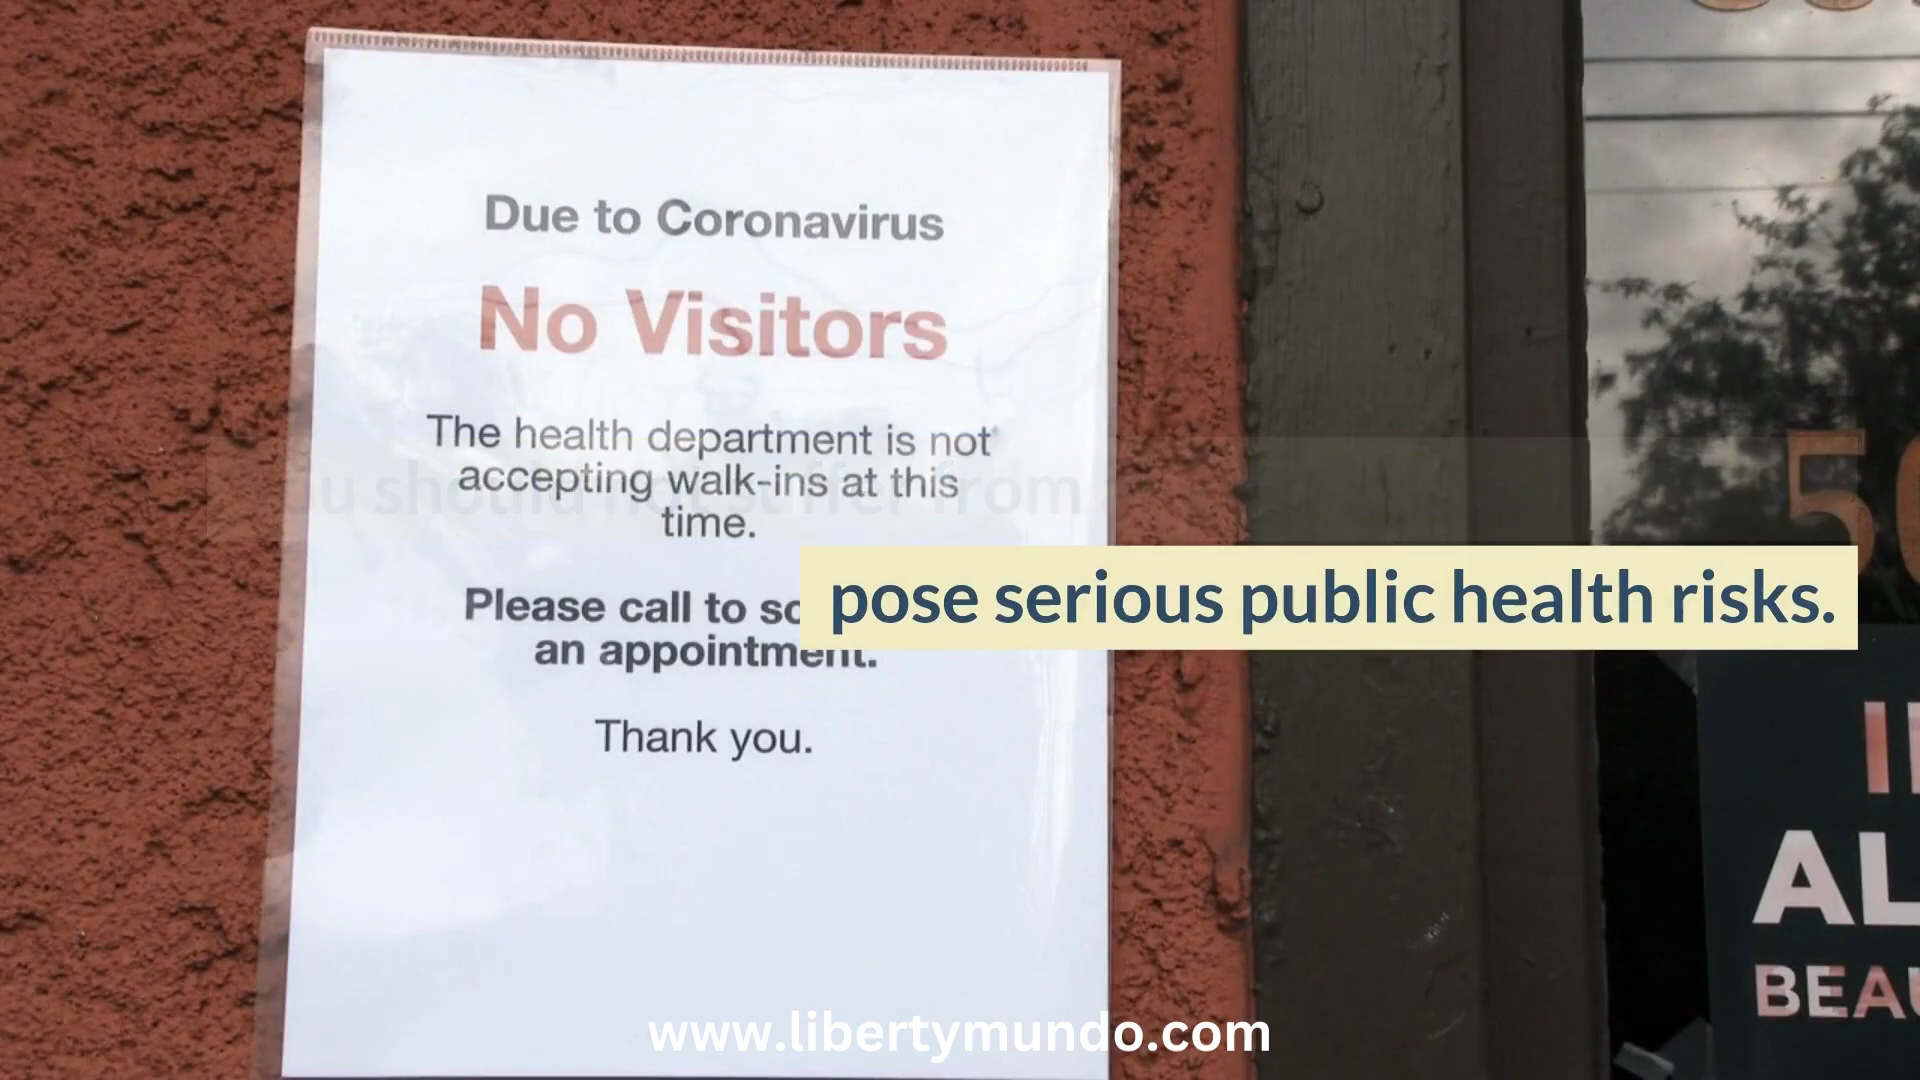 Due to Coronavirus
No Visitors
The health department is not
accepting walk-ins at this
time.
Please call to
an appointment.
Thank you.
pose serious public health risks.
50
AL
BEAU
www.libertymundo.com